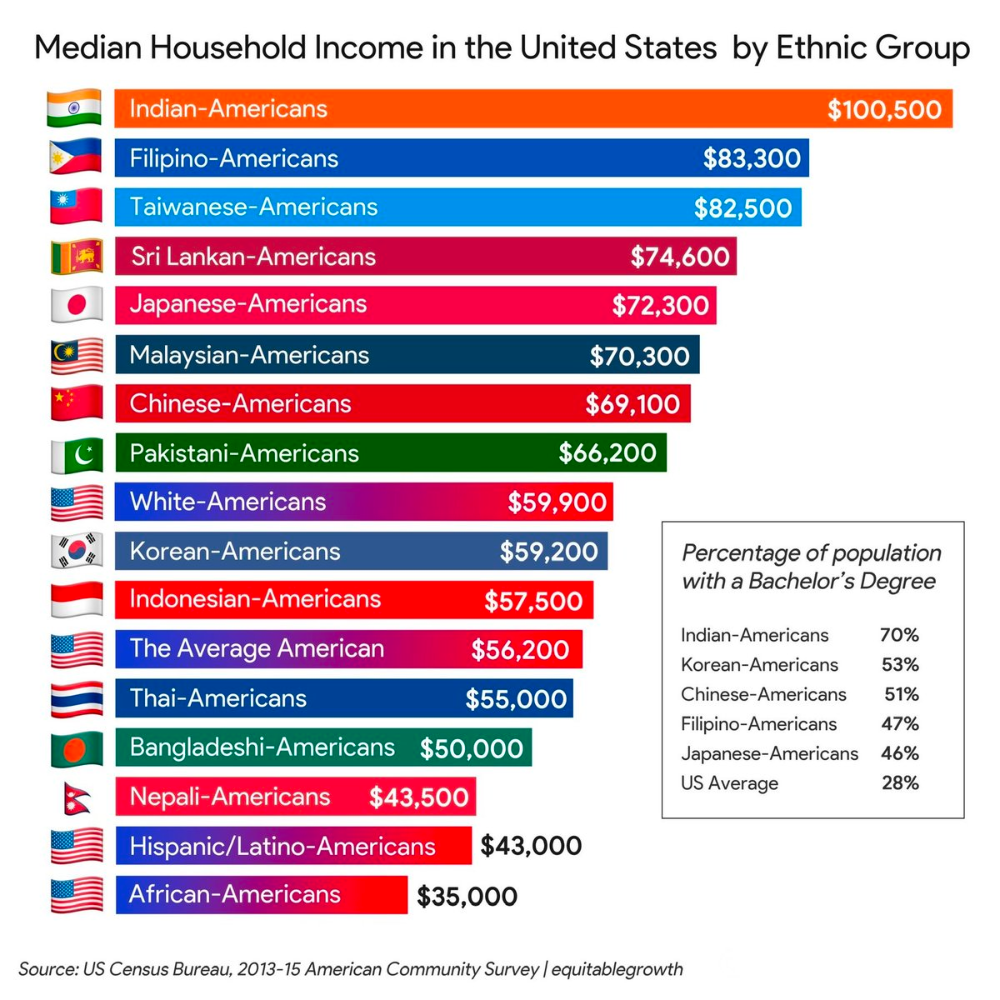 Median Household Income in the United States by Ethnic Group
Indian-Americans $100,500
Filipino-Americans $83,300
Taiwanese-Americans $82,500
Sri Lankan-Americans $74,600
Japanese-Americans $72,300
Malaysian-Americans $70,300
Chinese-Americans $69,100
Pakistani-Americans $66,200
White-Americans $59,900
Korean-Americans $59,200
Indonesian-Americans $57,500
The Average American $56,200
Thai-Americans $55,000
Bangladeshi-Americans $50,000
Nepali-Americans $43,500
Hispanic/Latino-Americans $43,000
African-Americans $35,000
Percentage of population
with a Bachelor's Degree
Indian-Americans 70%
Korean-Americans 53%
Chinese-Americans 51%
Filipino-Americans 47%
Japanese-Americans 46%
US Average 28%
Source: US Census Bureau, 2013-15 American Community Survey | equitablegrowth